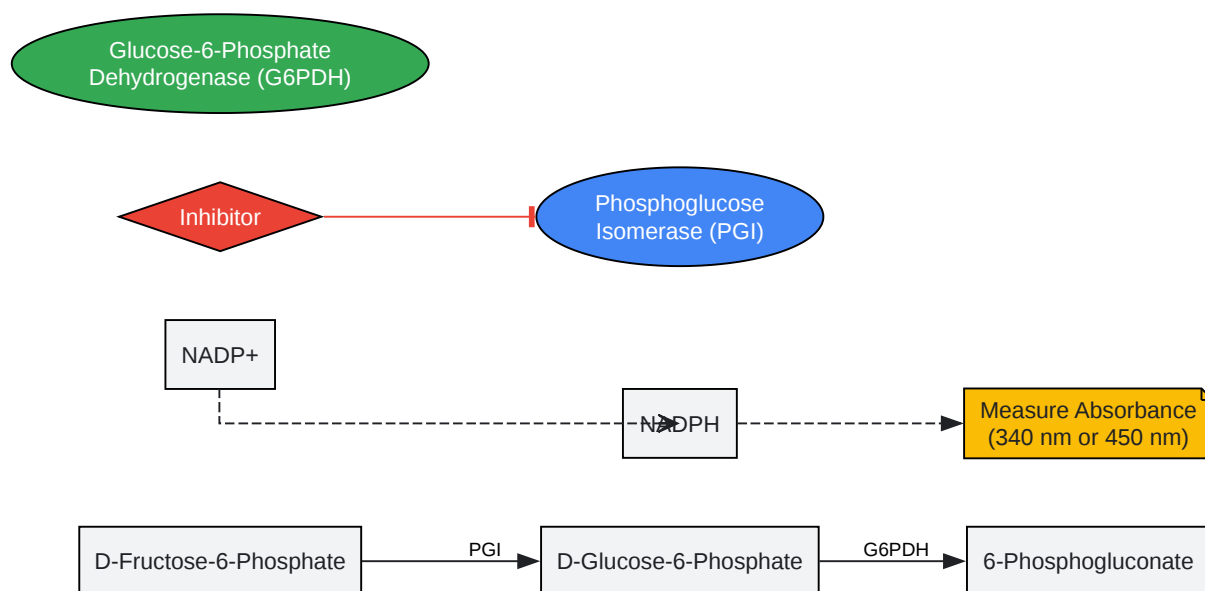 Glucose-6-Phosphate
Dehydrogenase (G6PDH)
Inhibitor
Phosphoglucose
Isomerase (PGI)
NADP+
NADPH
Measure Absorbance
(340 nm or 450 nm)
D-Fructose-6-Phosphate
PGI
D-Glucose-6-Phosphate
G6PDH
6-Phosphogluconate